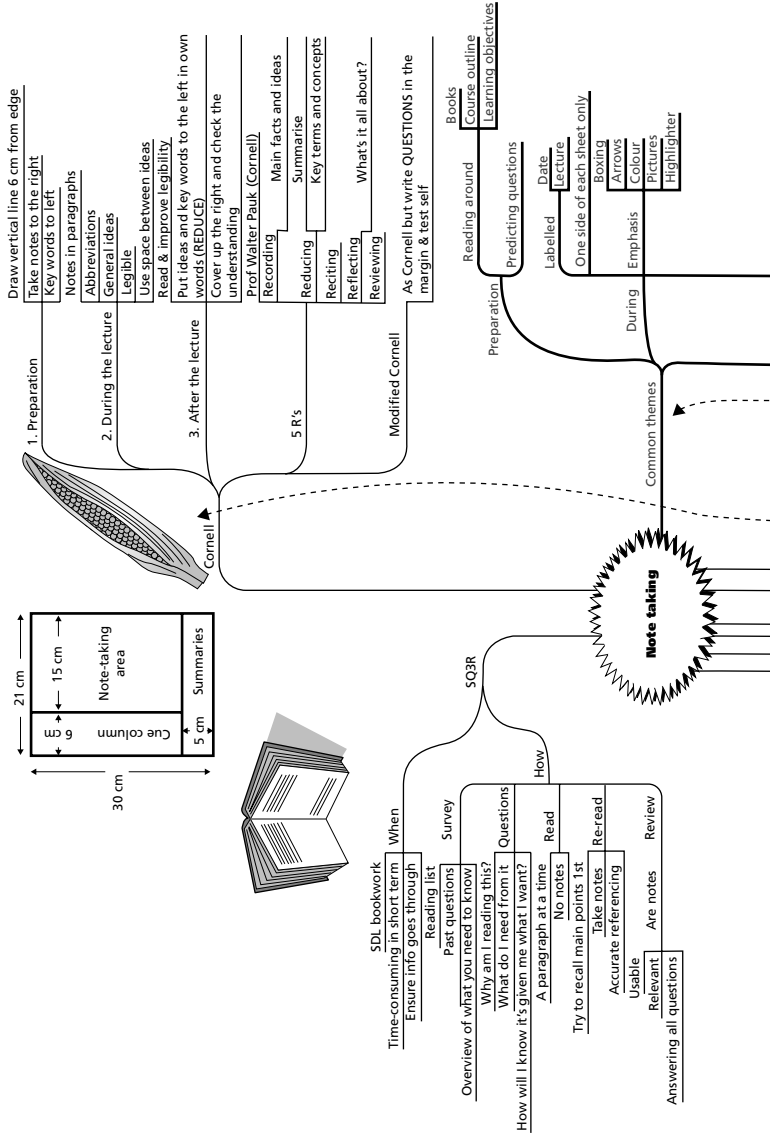 Note taking
Cornell
1. Preparation
Draw vertical line 6 cm from edge
Take notes to the right
Key words to left
2. During the lecture
Notes in paragraphs
Abbreviations
General ideas
Legible
Use space between ideas
3. After the lecture
Read & improve legibility
Put ideas and key words to the left in own
words (REDUCE)
Cover up the right and check the
understanding
5 R's
Prof Walter Pauk (Cornell)
Recording
Main facts and ideas
Reducing
Summarise
Key terms and concepts
Reciting
Reflecting
What's it all about?
Reviewing
Modified Cornell
As Cornell but write QUESTIONS in the
margin & test self
Common themes
Preparation
Reading around
Books
Course outline
Learning objectives
Predicting questions
During
Labelled
Date
Lecture
One side of each sheet only
Emphasis
Boxing
Arrows
Colour
Pictures
Highlighter
21 cm
15 cm
6 cm
30 cm
Cue column
Note-taking
area
5 cm
Summaries
SQ3R
When
SDL bookwork
Time-consuming in short term
Ensure info goes through
How
Survey
Reading list
Past questions
Overview of what you need to know
Questions
Why am I reading this?
What do I need from it
How will I know it's given me what I want?
Read
A paragraph at a time
No notes
Re-read
Try to recall main points 1st
Take notes
Accurate referencing
Review
Are notes
Usable
Relevant
Answering all questions